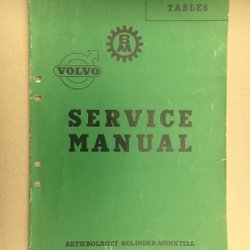 TABLES
BM
VOLVO
SERVICE
MANUAL
AKTIEBOLAGET BOLINDER-MUNKTELL